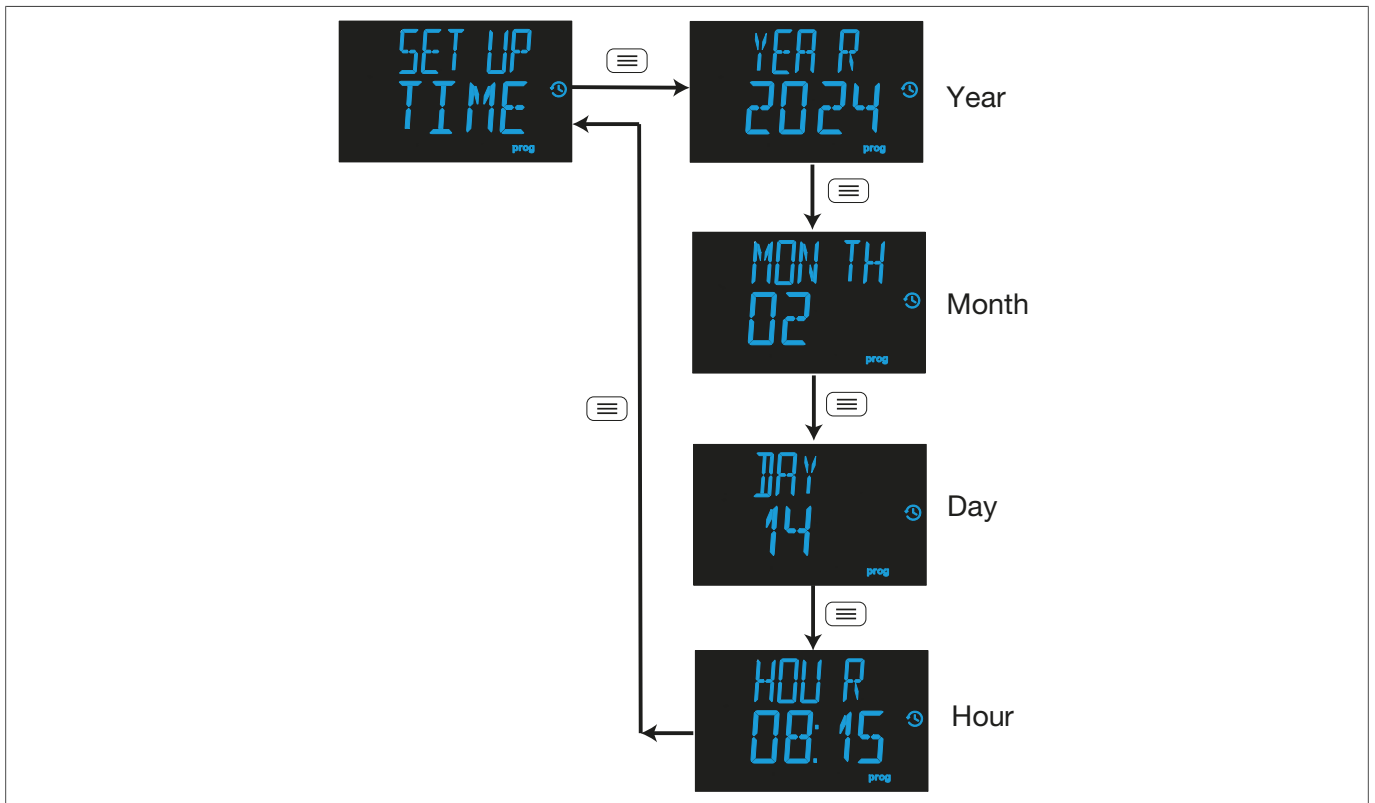 SET UP
TIME
prog
YEA R
2024
prog
Year
MON TH
02
prog
Month
DAY
14
prog
Day
HOU R
08:15
prog
Hour